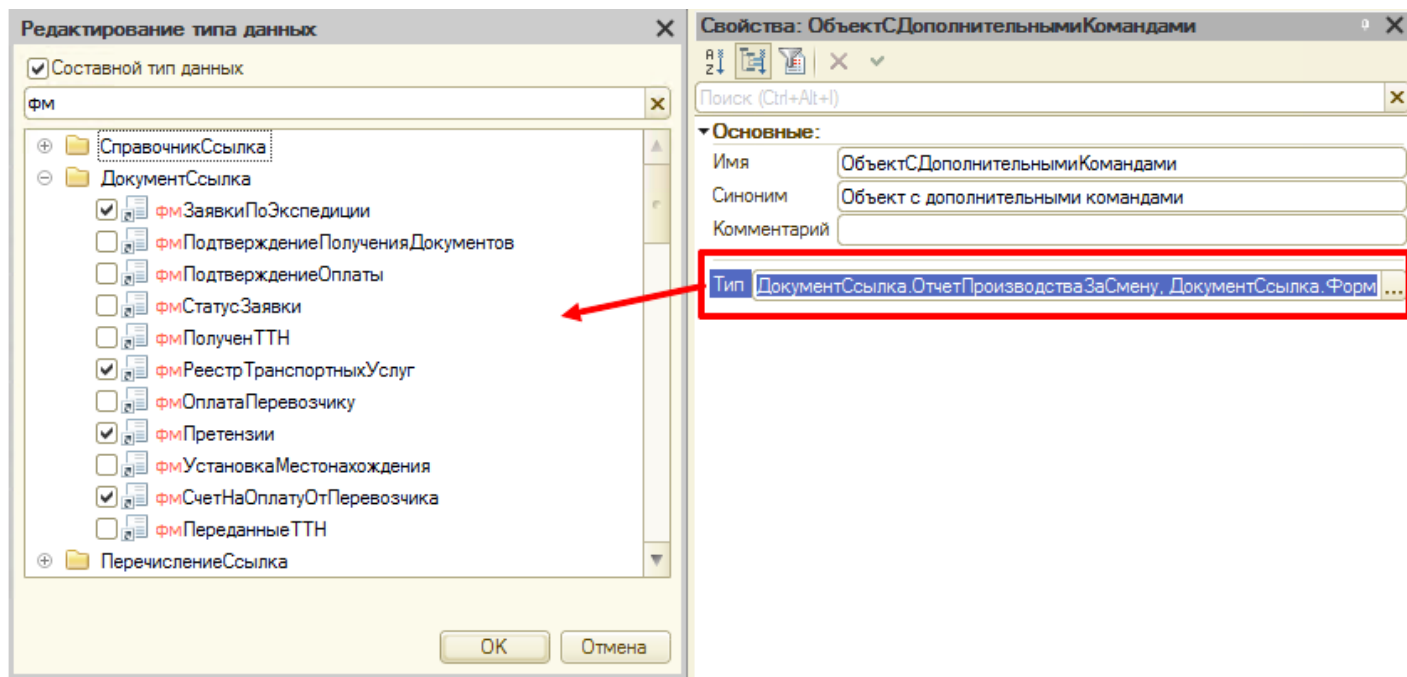 Редактирование типа данных
Составной тип данных
фм
СправочникСсылка
ДокументСсылка
фмЗаявкиПоЭкспедиции
фмПодтверждениеПолученияДокументов
фмПодтверждениеОплаты
фмСтатусЗаявки
фмПолученТТН
фмРеестрТранспортныхУслуг
фмОплатаПеревозчику
фмПретензии
фмУстановкаМестонахождения
фмСчетНаОплатуОтПеревозчика
фмПереданныеТТН
ПеречислениеСсылка
ОК
Отмена
Свойства: ОбъектСДополнительнымиКомандами
Поиск (Ctrl+Alt+I)
Основные:
Имя ОбъектСДополнительнымиКомандами
Синоним Объект с дополнительными командами
Комментарий
Тип ДокументСсылка.ОтчетПроизводстваЗаСмену, ДокументСсылка.Форм ...